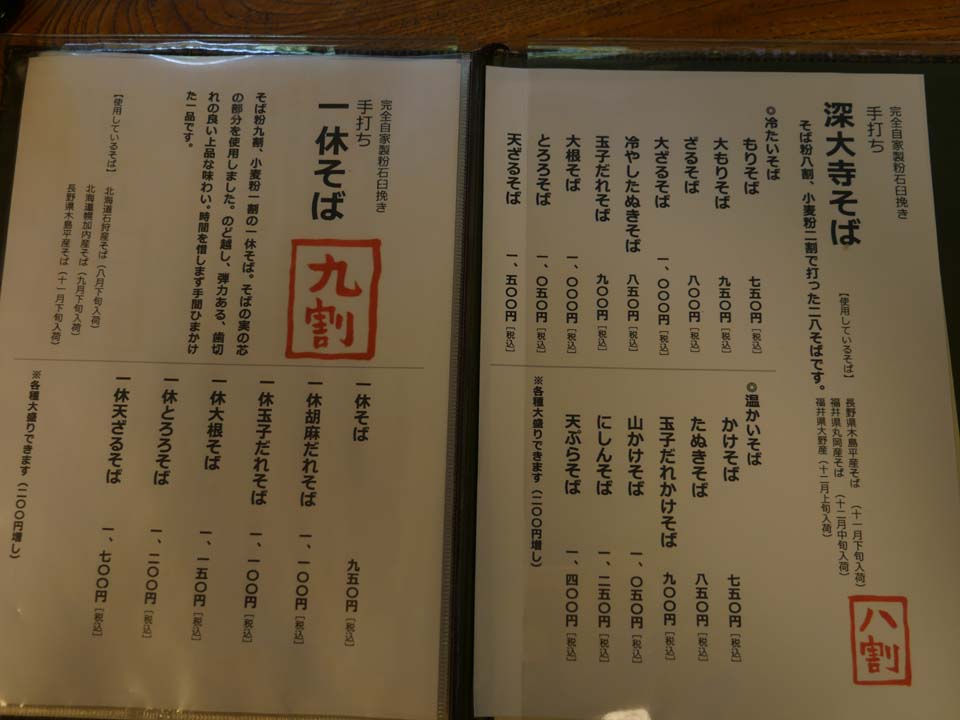 完全自家製粉石臼挽き
手打ち
深大寺そば
そば粉八割、小麦粉二割で打った二八そばです。
【使用しているそば】
長野県木島平産そば（十一月下旬入荷）
福井県丸岡産そば（十二月中旬入荷）
福井県大野産（十二月上旬入荷）
八割
◎冷たいそば
もりそば 七五〇円［税込］
大もりそば 九五〇円［税込］
ざるそば 八〇〇円［税込］
大ざるそば 一、〇〇〇円［税込］
冷やしたぬきそば 八五〇円［税込］
玉子だれそば 九〇〇円［税込］
大根そば 一、〇〇〇円［税込］
とろろそば 一、〇五〇円［税込］
天ざるそば 一、五〇〇円［税込］
◎温かいそば
かけそば 七五〇円［税込］
たぬきそば 八五〇円［税込］
玉子だれかけそば 九〇〇円［税込］
山かけそば 一、〇五〇円［税込］
にしんそば 一、二五〇円［税込］
天ぷらそば 一、四〇〇円［税込］
※各種大盛りできます（二〇〇円増し）
完全自家製粉石臼挽き
手打ち
一休そば
九割
そば粉九割、小麦粉一割の一休そば。そばの実の芯
の部分を使用しました。のど越し、弾力ある、歯切
れの良い上品な味わい。時間を惜しまず手間ひまかけ
た一品です。
【使用しているそば】
北海道石狩産そば（八月下旬入荷）
北海道幌加内産そば（九月下旬入荷）
長野県木島平産そば（十一月下旬入荷）
一休そば 九五〇円［税込］
一休胡麻だれそば 一、一〇〇円［税込］
一休玉子だれそば 一、一〇〇円［税込］
一休大根そば 一、一五〇円［税込］
一休とろろそば 一、二〇〇円［税込］
一休天ざるそば 一、七〇〇円［税込］
※各種大盛りできます（二〇〇円増し）